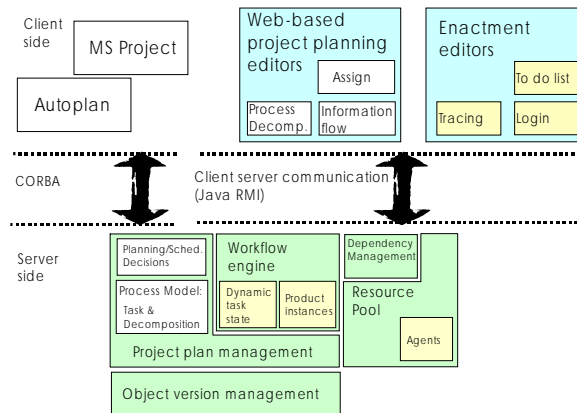 Client
side
MS Project
Autoplan
Web-based
project planning
editors
Assign
Process
Decomp.
Information
flow
Enactment
editors
To do list
Tracing
Login
CORBA
Client server communication
(Java RMI)
Server
side
Planning/Sched.
Decisions
Process Model:
Task &
Decomposition
Workflow
engine
Dynamic
task
state
Product
instances
Project plan management
Dependency
Management
Resource
Pool
Agents
Object version management